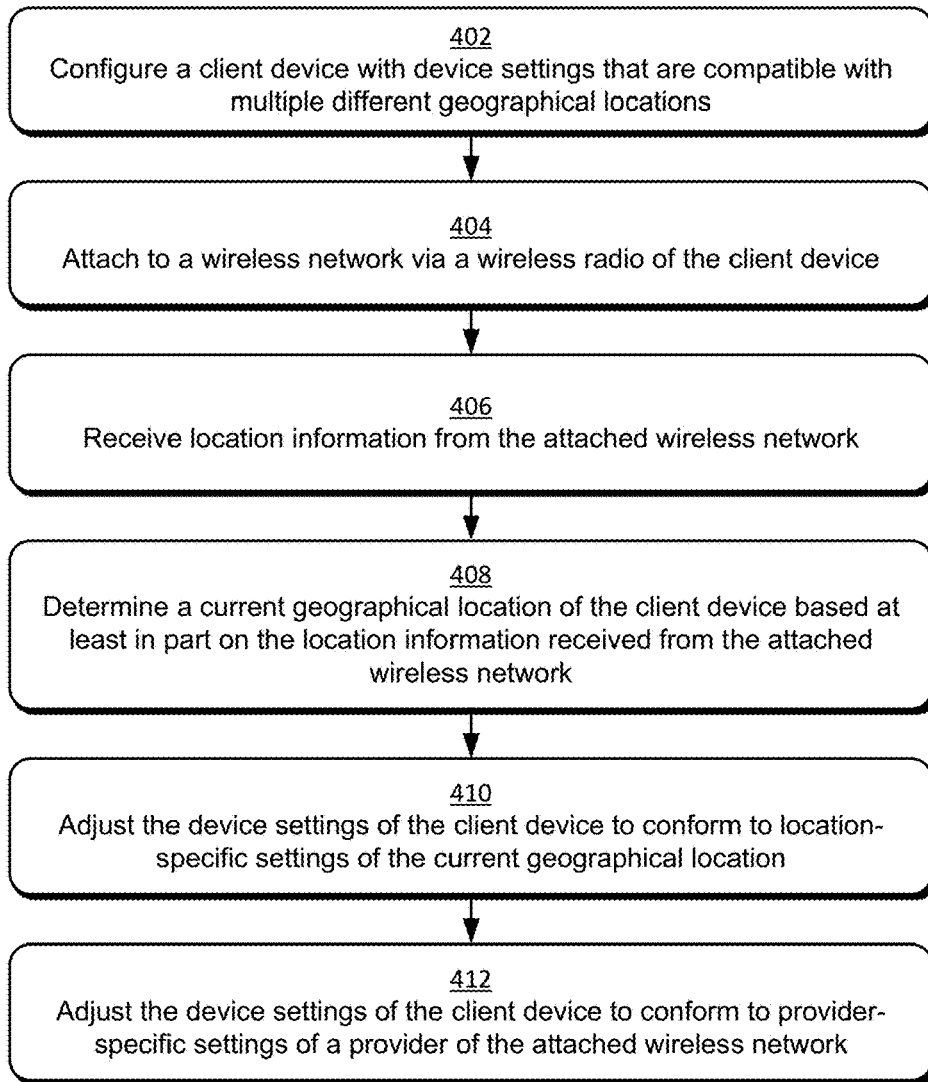 402
Configure a client device with device settings that are compatible with
multiple different geographical locations
404
Attach to a wireless network via a wireless radio of the client device
406
Receive location information from the attached wireless network
408
Determine a current geographical location of the client device based at
least in part on the location information received from the attached
wireless network
410
Adjust the device settings of the client device to conform to location-
specific settings of the current geographical location
412
Adjust the device settings of the client device to conform to provider-
specific settings of a provider of the attached wireless network